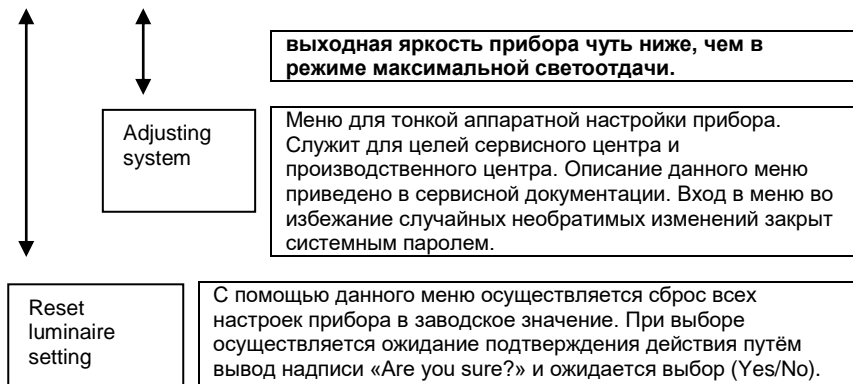 выходная яркость прибора чуть ниже, чем в
режиме максимальной светоотдачи.
Adjusting
system
Меню для тонкой аппаратной настройки прибора.
Служит для целей сервисного центра и
производственного центра. Описание данного меню
приведено в сервисной документации. Вход в меню во
избежание случайных необратимых изменений закрыт
системным паролем.
Reset
luminaire
setting
С помощью данного меню осуществляется сброс всех
настроек прибора в заводское значение. При выборе
осуществляется ожидание подтверждения действия путём
вывод надписи «Are you sure?» и ожидается выбор (Yes/No).